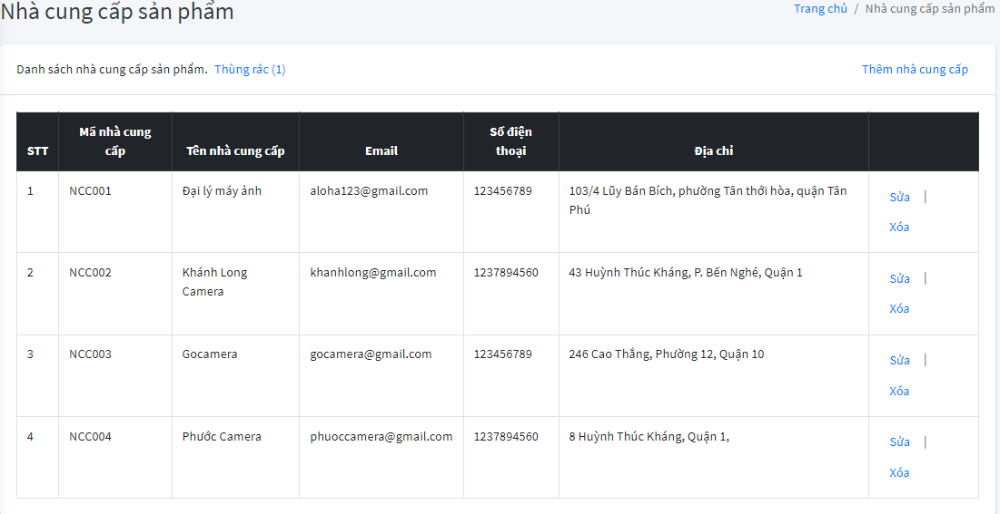 Nhà cung cấp sản phẩm
Trang chủ / Nhà cung cấp sản phẩm
Danh sách nhà cung cấp sản phẩm. Thùng rác (1)
Thêm nhà cung cấp
STT
Mã nhà cung
cấp
Tên nhà cung cấp
Email
Số điện
thoại
Địa chỉ
1
NCC001
Đại lý máy ảnh
aloha123@gmail.com
123456789
103/4 Lũy Bán Bích, phường Tân thới hòa, quận Tân
Phú
Sửa |
Xóa
2
NCC002
Khánh Long
Camera
khanhlong@gmail.com
1237894560
43 Huỳnh Thúc Kháng, P. Bến Nghé, Quận 1
Sửa |
Xóa
3
NCC003
Gocamera
gocamera@gmail.com
123456789
246 Cao Thắng, Phường 12, Quận 10
Sửa |
Xóa
4
NCC004
Phước Camera
phuoccamera@gmail.com
1237894560
8 Huỳnh Thúc Kháng, Quận 1,
Sửa |
Xóa